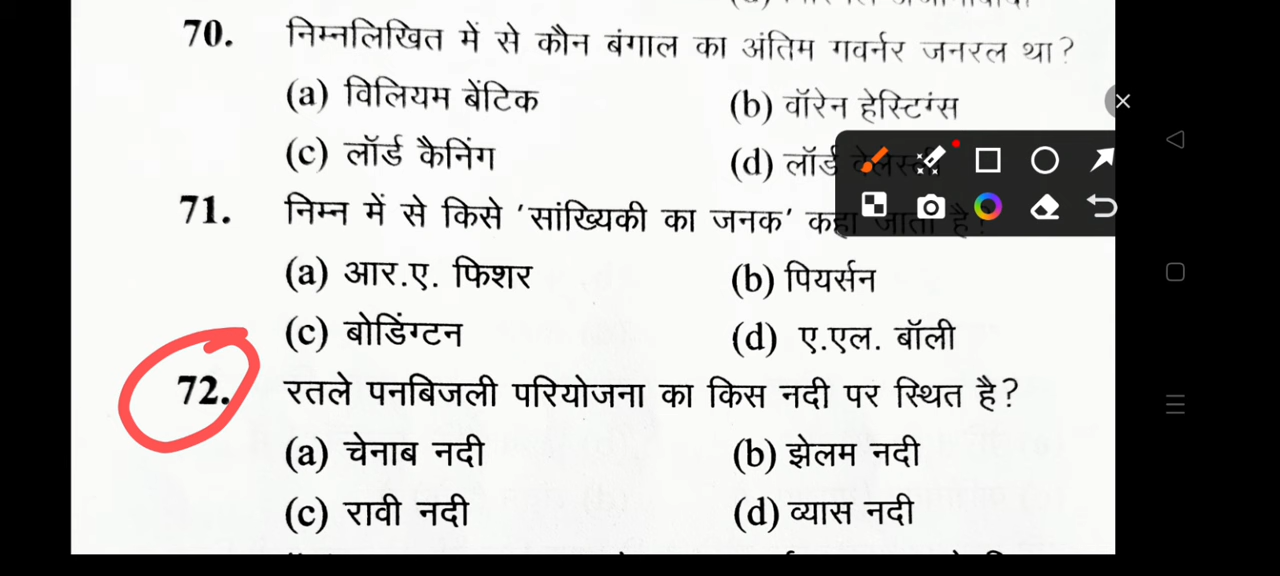 70. निम्नलिखित में से कौन बंगाल का अंतिम गवर्नर जनरल था?
(a) विलियम बेंटिक (b) वॉरेन हेस्टिंग्स
(c) लॉर्ड कैनिंग (d) लॉर्ड वेलेस्ली
71. निम्न में से किसे ‘सांख्यिकी का जनक’ कहा जाता है?
(a) आर.ए. फिशर (b) पियर्सन
(c) बोडिंग्टन (d) ए.एल. बॉली
72. रतले पनबिजली परियोजना का किस नदी पर स्थित है?
(a) चेनाब नदी (b) झेलम नदी
(c) रावी नदी (d) व्यास नदी